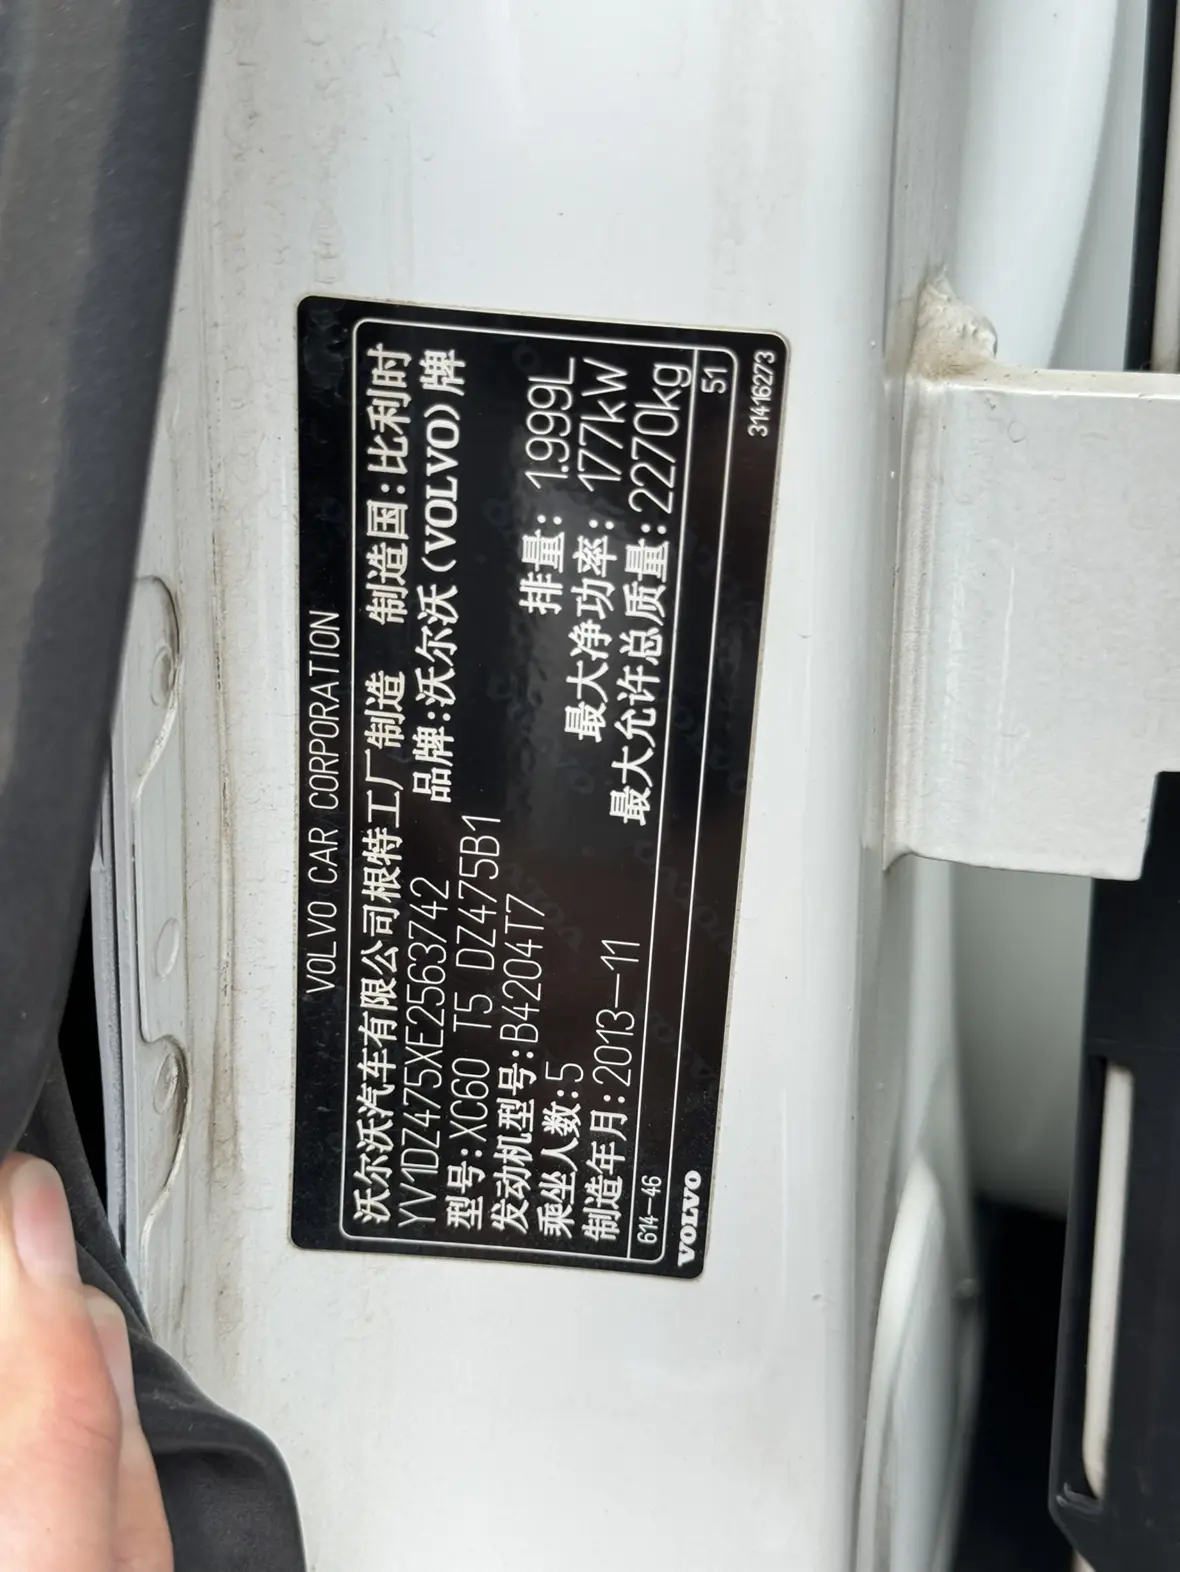 VOLVO CAR CORPORATION
沃尔沃汽车有限公司根特工厂制造 制造国:比利时
YV1DZ475XE2563742 品牌:沃尔沃(VOLVO)牌
型号:XC60 T5 DZ475B1
发动机型号:B4204T7 排量: 1.999L
乘坐人数:5 最大净功率: 177kW
制造年月:2013-11 最大允许总质量:2270kg
614-46 51
VOLVO 31416273